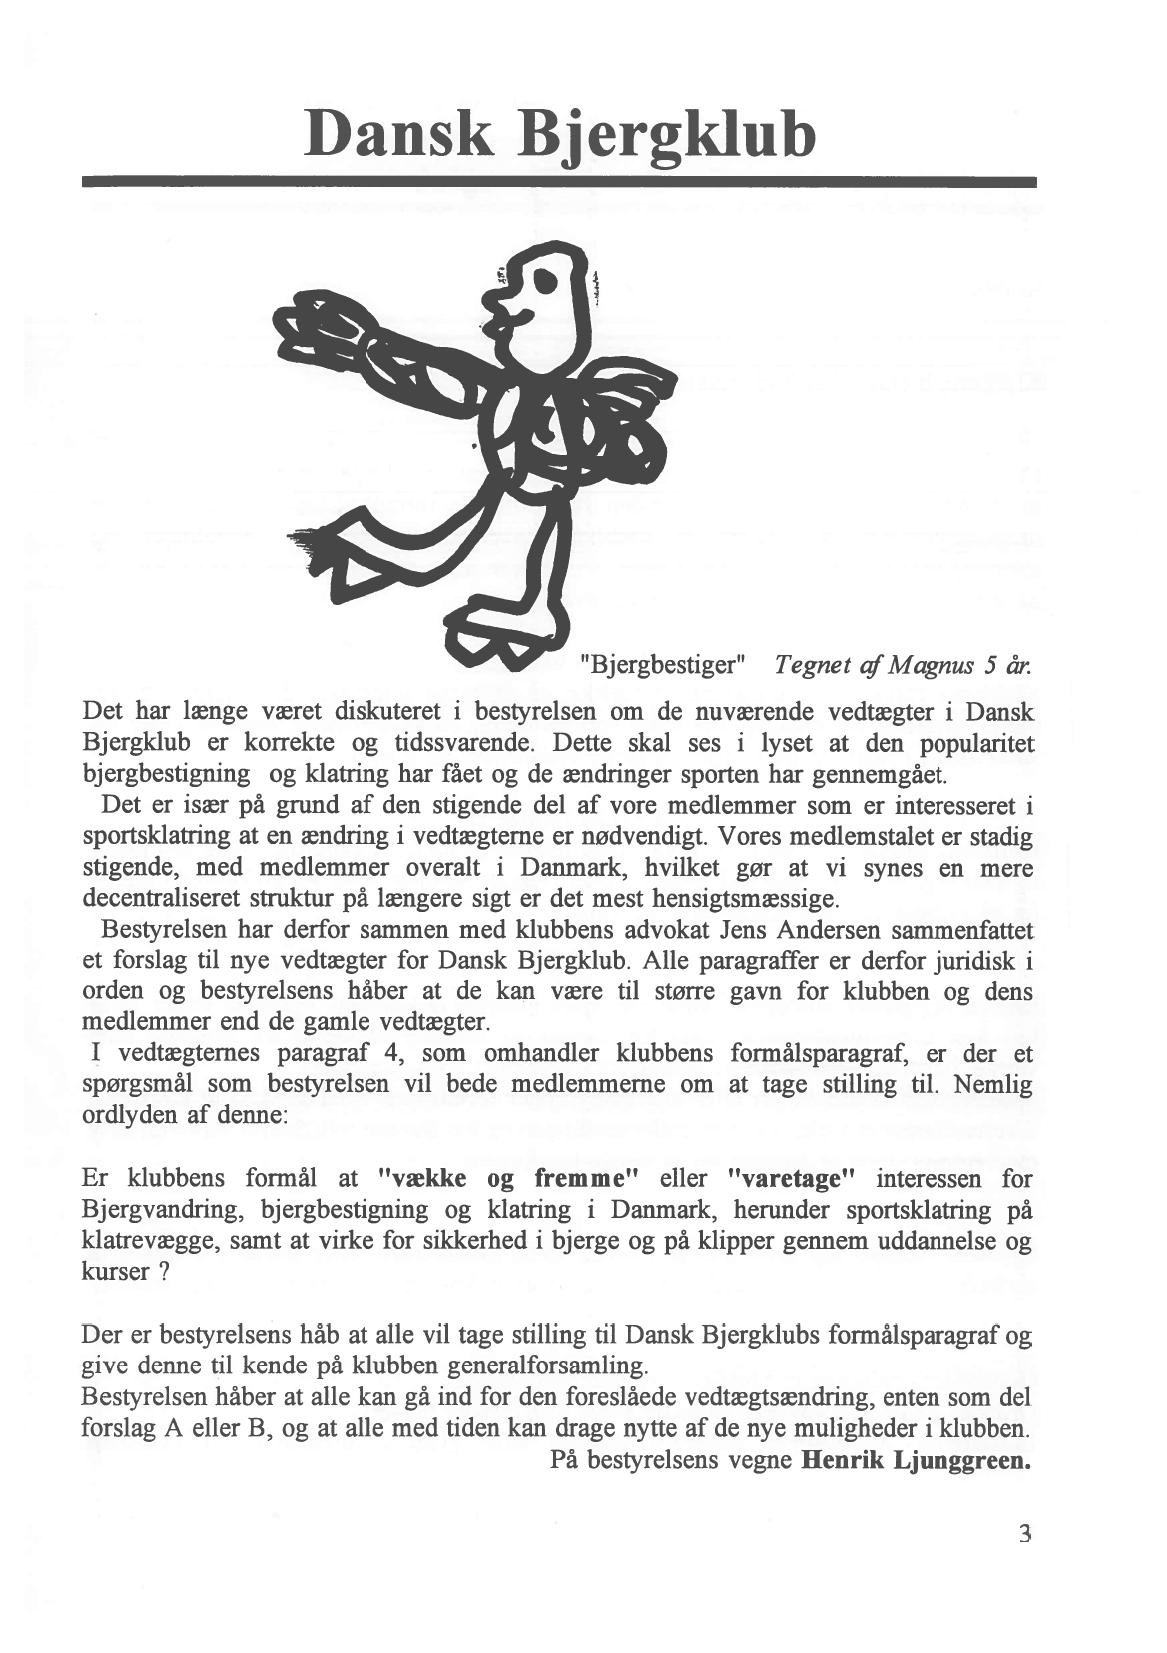 Dansk Bjergklub
"Bjergbestiger" Tegnet af Magnus 5 år.
Det har længe været diskuteret i bestyrelsen om de nuværende vedtægter i Dansk
Bjergklub er korrekte og tidssvarende. Dette skal ses i lyset at den popularitet
bjergbestigning og klatring har fået og de ændringer sporten har gennemgået.
Det er især på grund af den stigende del af vore medlemmer som er interesseret i
sportsklatring at en ændring i vedtægterne er nødvendigt. Vores medlemstalet er stadig
stigende, med medlemmer overalt i Danmark, hvilket gør at vi synes en mere
decentraliseret struktur på længere sigt er det mest hensigtsmæssige.
Bestyrelsen har derfor sammen med klubbens advokat Jens Andersen sammenfattet
et forslag til nye vedtægter for Dansk Bjergklub. Alle paragraffer er derfor juridisk i
orden og bestyrelsens håber at de kan være til større gavn for klubben og dens
medlemmer end de gamle vedtægter.
I vedtægternes paragraf 4, som omhandler klubbens formålsparagraf, er der et
spørgsmål som bestyrelsen vil bede medlemmerne om at tage stilling til. Nemlig
ordlyden af denne:
Er klubbens formål at "vække og fremme" eller "varetage" interessen for
Bjergvandring, bjergbestigning og klatring i Danmark, herunder sportsklatring på
klatrevægge, samt at virke for sikkerhed i bjerge og på klipper gennem uddannelse og
kurser ?
Der er bestyrelsens håb at alle vil tage stilling til Dansk Bjergklubs formålsparagraf og
give denne til kende på klubben generalforsamling.
Bestyrelsen håber at alle kan gå ind for den foreslåede vedtægtsændring, enten som del
forslag A eller B, og at alle med tiden kan drage nytte af de nye muligheder i klubben.
På bestyrelsens vegne Henrik Ljunggreen.
3